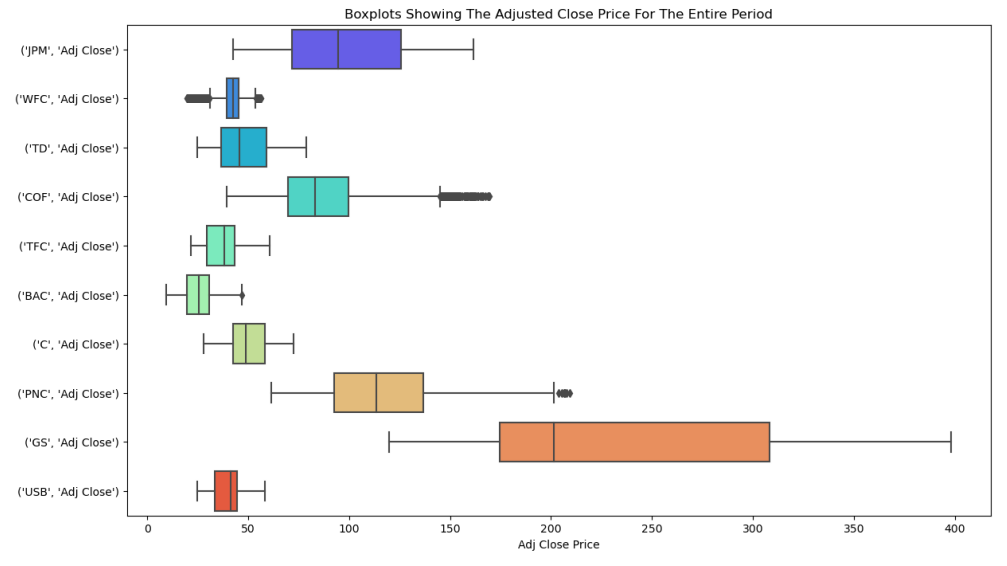 Boxplots Showing The Adjusted Close Price For The Entire Period
('JPM', 'Adj Close')
('WFC', 'Adj Close')
('TD', 'Adj Close')
('COF', 'Adj Close')
('TFC', 'Adj Close')
('BAC', 'Adj Close')
('C', 'Adj Close')
('PNC', 'Adj Close')
('GS', 'Adj Close')
('USB', 'Adj Close')
0 50 100 150 200 250 300 350 400
Adj Close Price